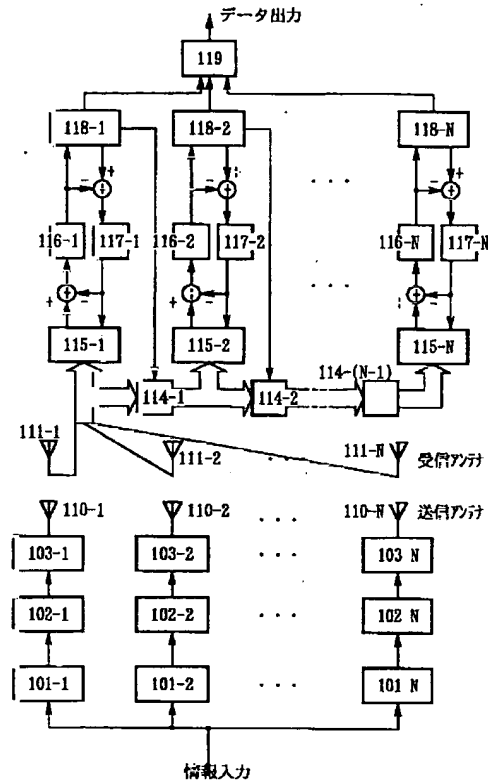 データ出力
119
118-1 118-2 118-N
+ + +
- - -
116-1 117-1 116-2 117-2 116-N 117-N
+ - + - + -
115-1 115-2 115-N
114-1 114-2 114-(N-1)
111-1 111-2 111-N 受信アンテナ
110-1 110-2 110-N 送信アンテナ
103-1 103-2 103 N
102-1 102-2 102 N
101-1 101-2 101 N
情報入力